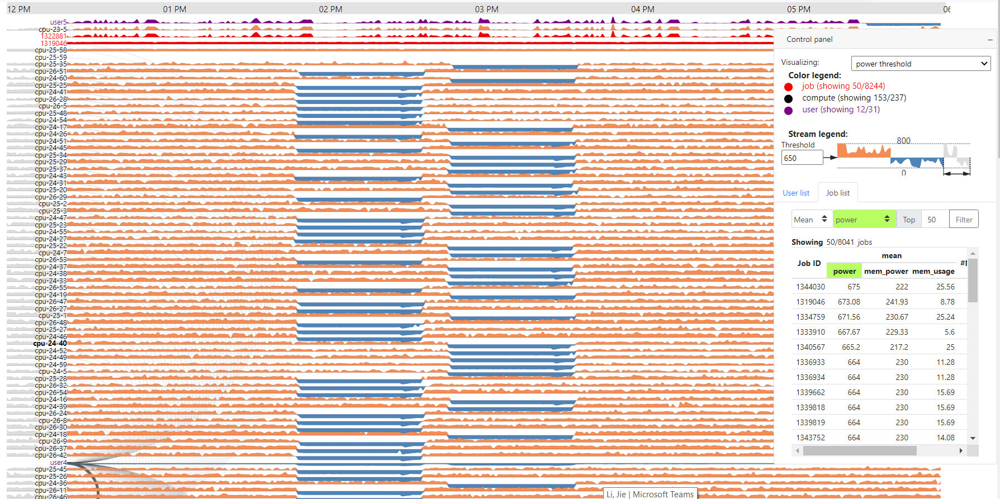 12 PM 01 PM 02 PM 03 PM 04 PM 05 PM 06
user5
cpu-23-5
1322881
1319046
cpu-25-58
cpu-25-59
cpu-25-35
cpu-26-51
cpu-24-60
cpu-25-25
cpu-24-41
cpu-26-28
cpu-26-5
cpu-25-48
cpu-24-54
cpu-24-17
cpu-24-26
cpu-24-51
cpu-24-45
cpu-25-34
cpu-25-29
cpu-25-37
cpu-24-43
cpu-24-31
cpu-25-20
cpu-26-29
cpu-25-2
cpu-25-3
cpu-24-47
cpu-25-23
cpu-24-55
cpu-24-27
cpu-25-22
cpu-24-7
cpu-26-53
cpu-24-37
cpu-24-38
cpu-24-33
cpu-26-55
cpu-24-19
cpu-26-47
cpu-26-27
cpu-25-1
cpu-26-48
cpu-25-27
cpu-24-46
cpu-24-40
cpu-24-52
cpu-24-49
cpu-24-59
cpu-24-5
cpu-25-28
cpu-26-32
cpu-26-54
cpu-24-16
cpu-24-39
cpu-26-24
cpu-26-8
cpu-26-30
cpu-24-18
cpu-26-9
cpu-26-37
cpu-26-42
user4
cpu-25-45
cpu-25-26
cpu-24-36
cpu-26-11
cpu-26-46
Control panel –
Visualizing: power threshold
Color legend:
job (showing 50/8244)
compute (showing 153/237)
user (showing 12/31)
Stream legend:
Threshold 800
650
0
User list Job list
Mean power Top 50 Filter
Showing 50/8041 jobs
Job ID mean
power mem_power mem_usage
1344030 675 222 25.56
1319046 673.08 241.93 8.78
1334759 671.56 230.67 25.24
1333910 667.67 229.33 5.6
1340567 665.2 217.2 25
1336933 664 230 11.28
1336934 664 230 11.28
1339662 664 230 15.69
1339818 664 230 15.69
1339819 664 230 15.69
1343752 664 230 14.08
Li, Jie | Microsoft Teams